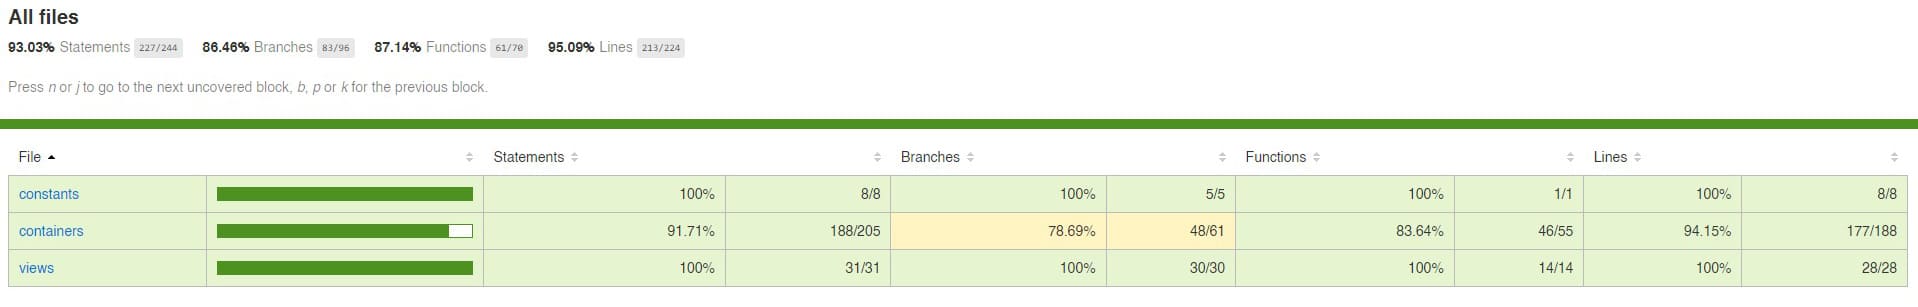 All files
93.03% Statements 227/244 86.46% Branches 83/96 87.14% Functions 61/70 95.09% Lines 213/224
Press n or j to go to the next uncovered block, b, p or k for the previous block.
File Statements Branches Functions Lines
constants 100% 8/8 100% 5/5 100% 1/1 100% 8/8
containers 91.71% 188/205 78.69% 48/61 83.64% 46/55 94.15% 177/188
views 100% 31/31 100% 30/30 100% 14/14 100% 28/28